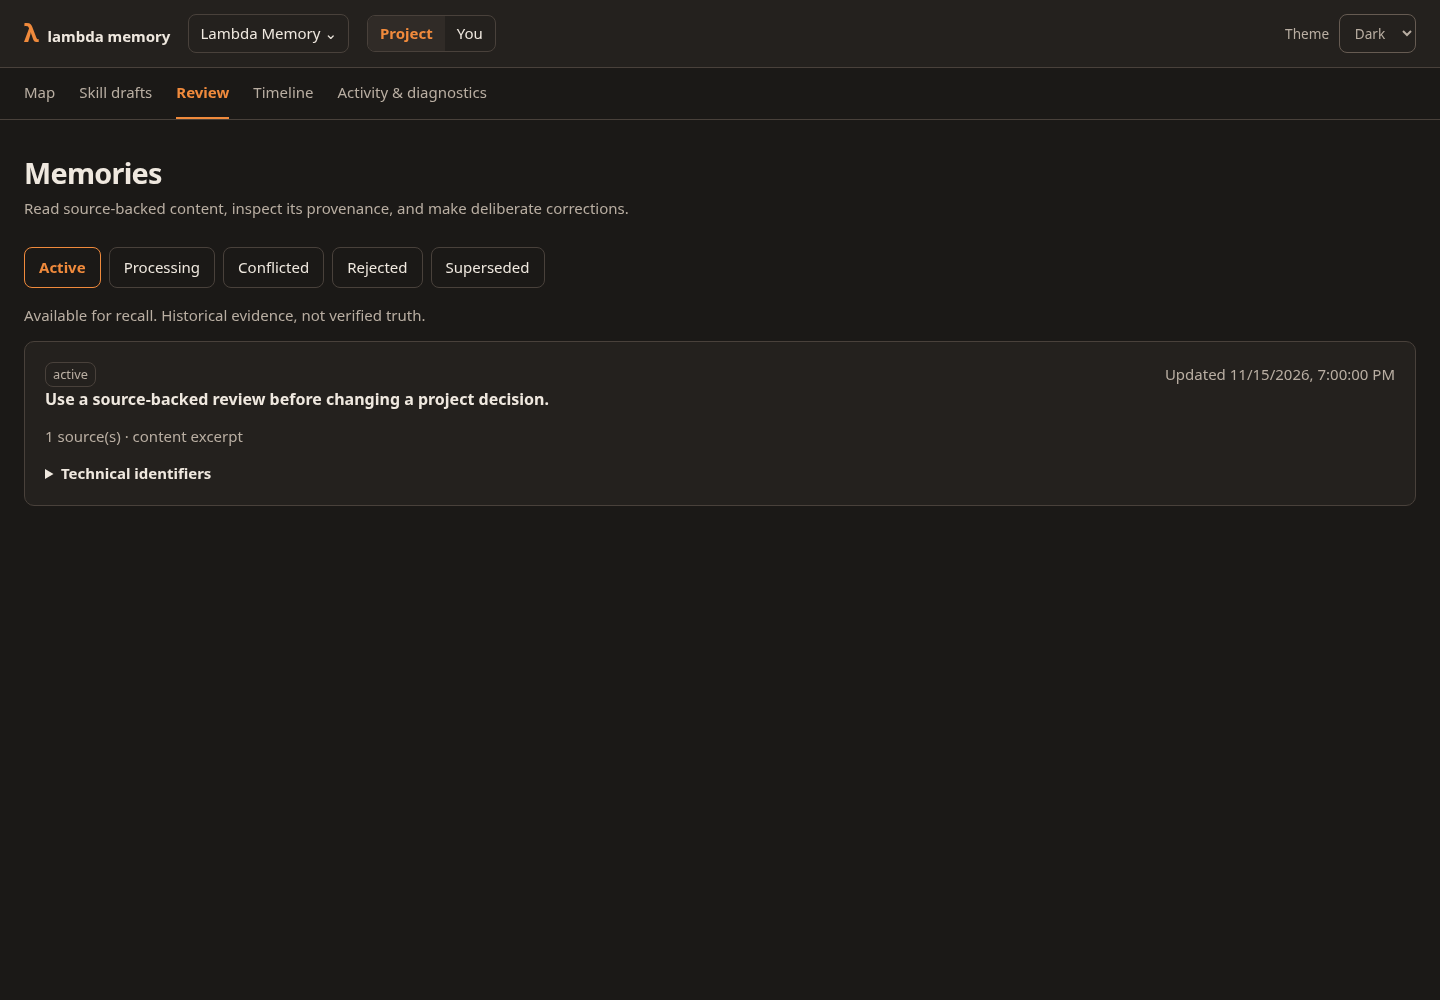 λ lambda memory Lambda Memory ⌄ Project You Theme Dark
Map Skill drafts Review Timeline Activity & diagnostics
Memories
Read source-backed content, inspect its provenance, and make deliberate corrections.
Active Processing Conflicted Rejected Superseded
Available for recall. Historical evidence, not verified truth.
active Updated 11/15/2026, 7:00:00 PM
Use a source-backed review before changing a project decision.
1 source(s) · content excerpt
Technical identifiers